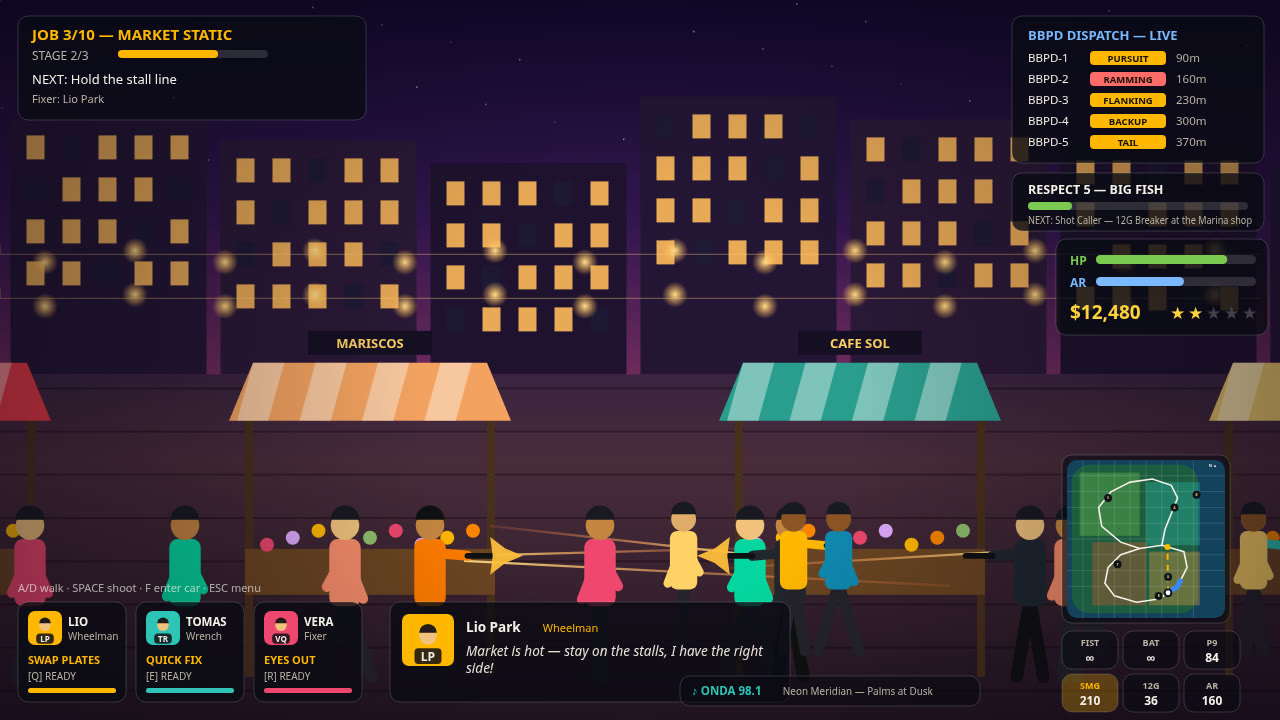 JOB 3/10 — MARKET STATIC
STAGE 2/3
NEXT: Hold the stall line
Fixer: Lio Park
BBPD DISPATCH — LIVE
BBPD-1 PURSUIT 90m
BBPD-2 RAMMING 160m
BBPD-3 FLANKING 230m
BBPD-4 BACKUP 300m
BBPD-5 TAIL 370m
RESPECT 5 — BIG FISH
NEXT: Shot Caller — 12G Breaker at the Marina shop
HP
AR
$12,480 ★★★★★
MARISCOS
CAFE SOL
A/D walk · SPACE shoot · F enter car · ESC menu
LP
LIO
Wheelman
SWAP PLATES
[Q] READY
TR
TOMAS
Wrench
QUICK FIX
[E] READY
VQ
VERA
Fixer
EYES OUT
[R] READY
LP
Lio Park Wheelman
Market is hot — stay on the stalls, I have the right
side!
♪ ONDA 98.1 Neon Meridian — Palms at Dusk
FIST
∞
BAT
∞
P9
84
SMG
210
12G
36
AR
160